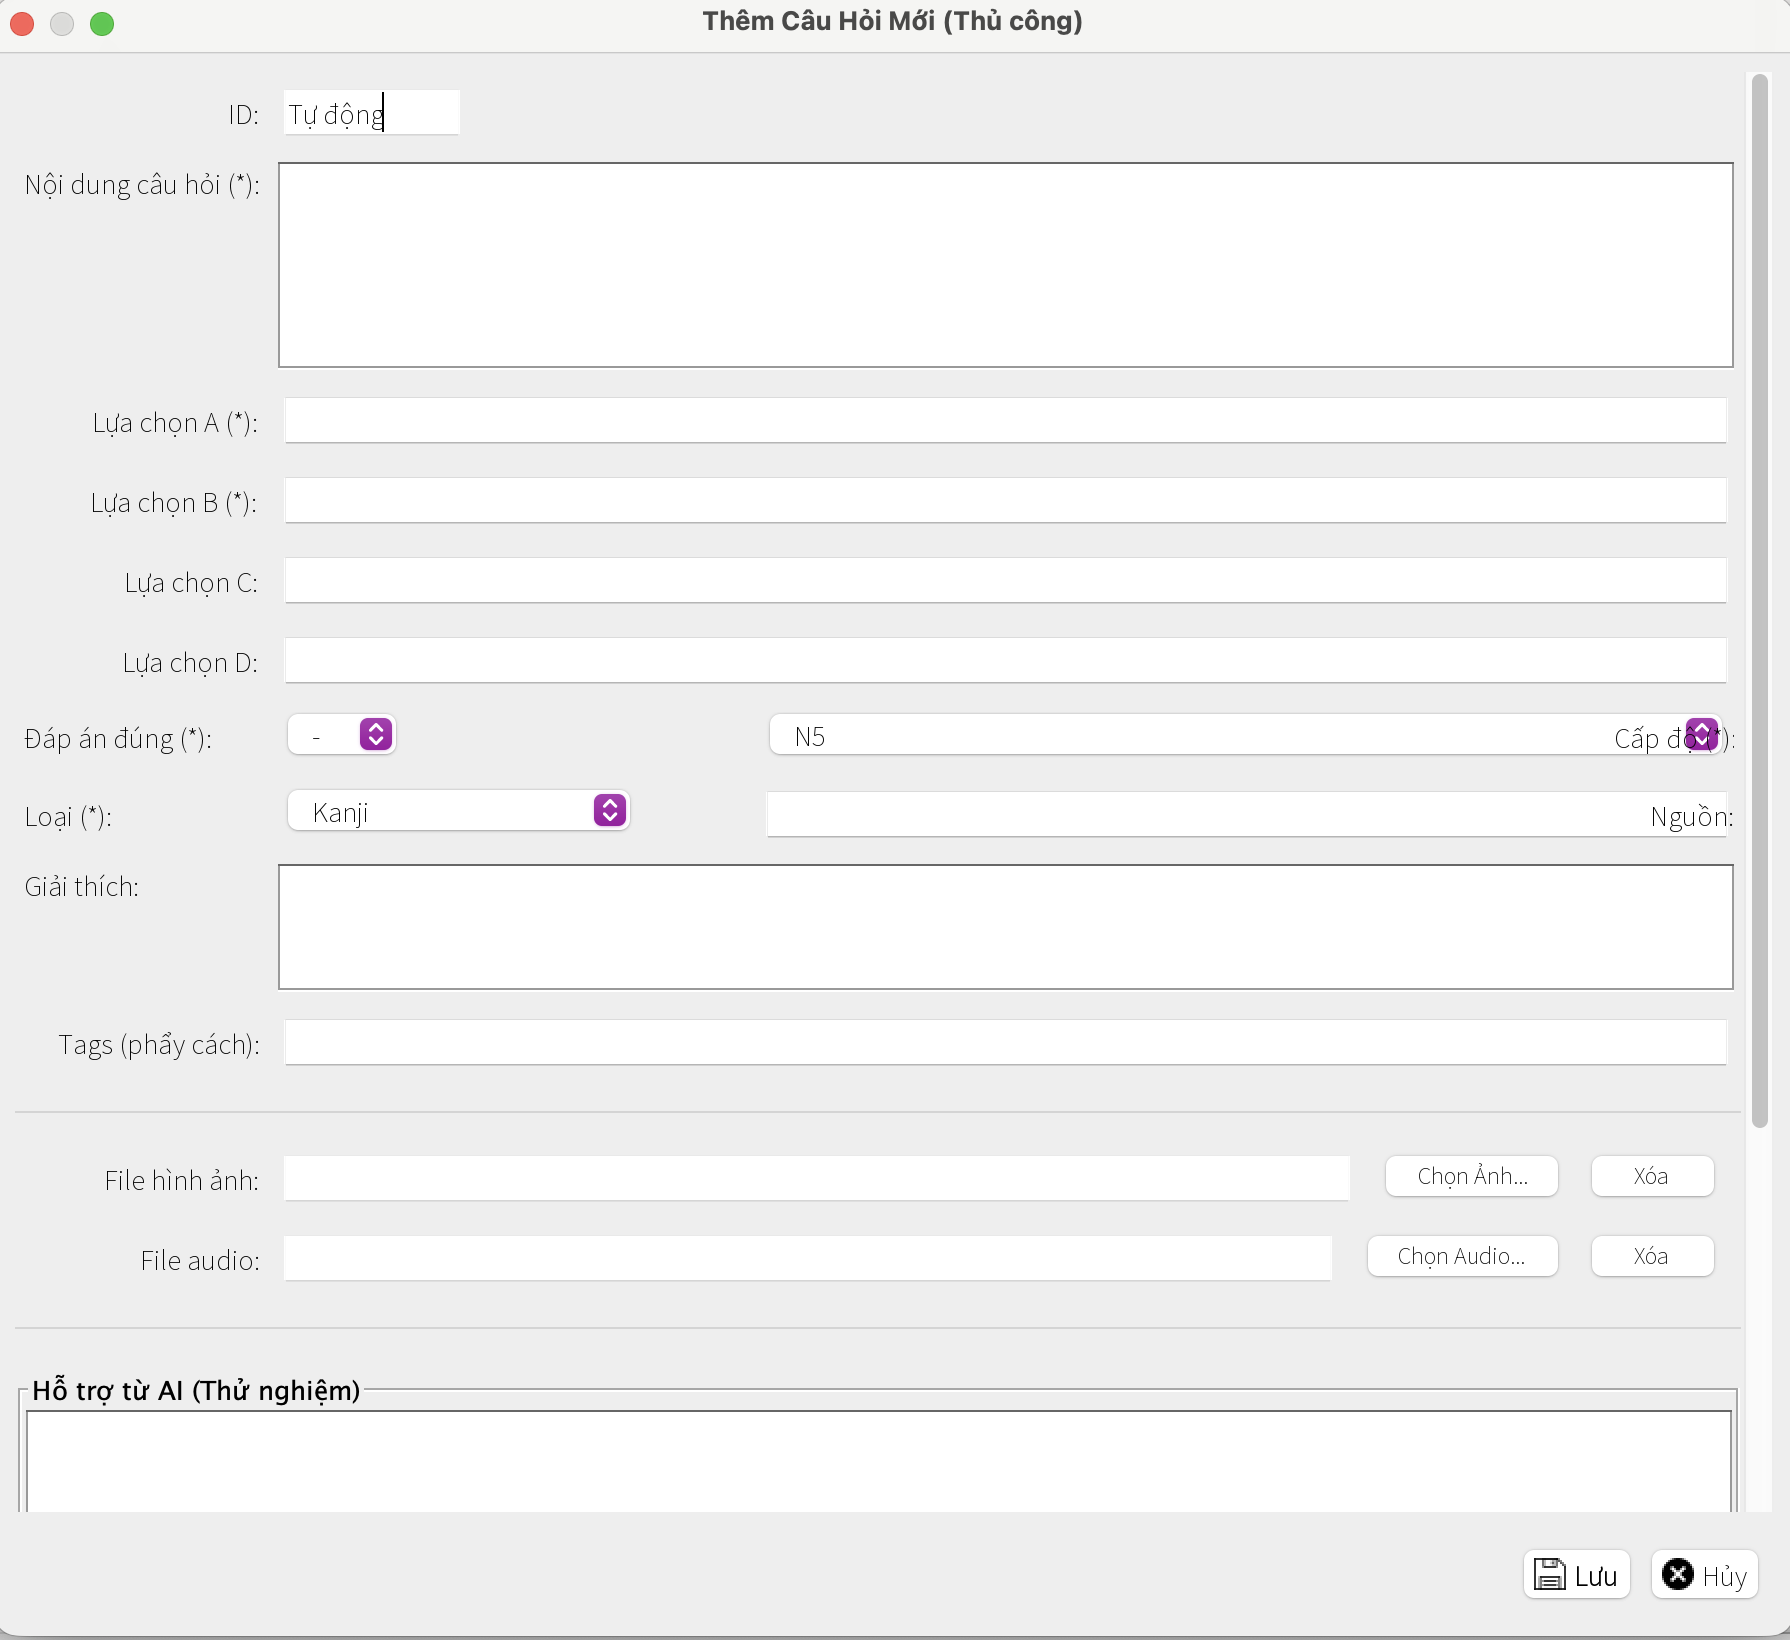 Thêm Câu Hỏi Mới (Thủ công)
ID: Tự động
Nội dung câu hỏi (*):
Lựa chọn A (*):
Lựa chọn B (*):
Lựa chọn C:
Lựa chọn D:
Đáp án đúng (*): - N5 Cấp độ (*):
Loại (*): Kanji Nguồn:
Giải thích:
Tags (phẩy cách):
File hình ảnh: Chọn Ảnh... Xóa
File audio: Chọn Audio... Xóa
Hỗ trợ từ AI (Thử nghiệm)
Lưu Hủy